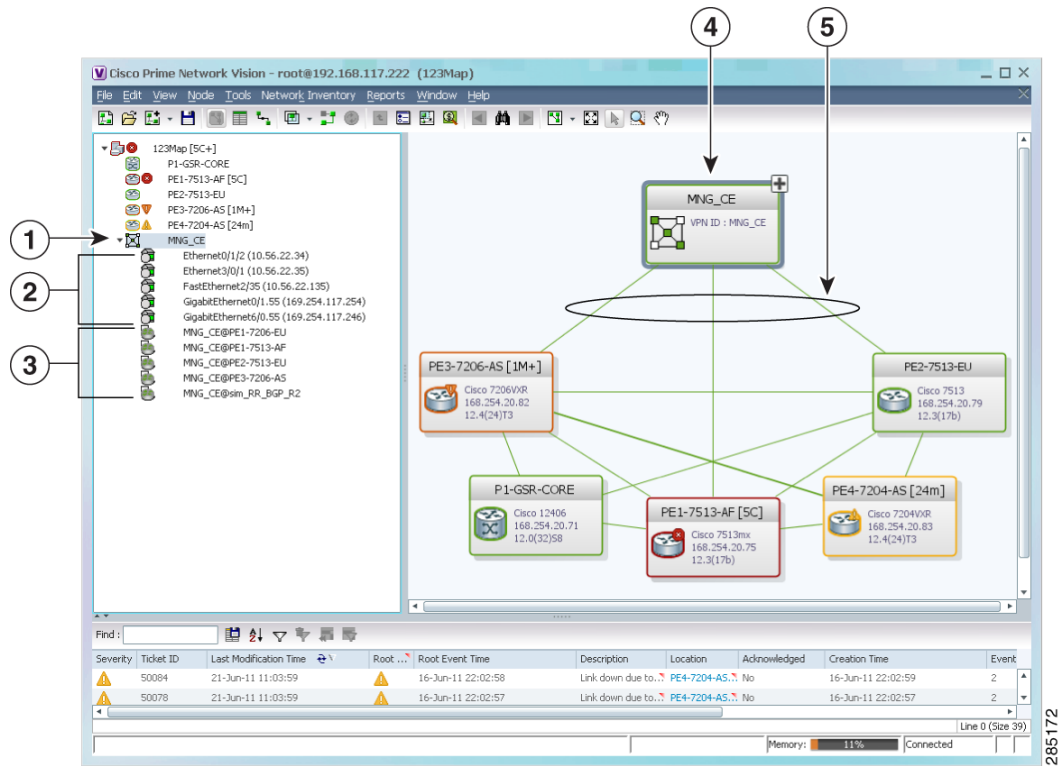 4
5
Cisco Prime Network Vision - root@192.168.117.222 (123Map)
File Edit View Node Tools Network Inventory Reports Window Help
123Map [5C+]
P1-GSR-CORE
PE1-7513-AF [5C]
PE2-7513-EU
PE3-7206-AS [1M+]
PE4-7204-AS [24m]
1
MNG_CE
2
Ethernet0/1/2 (10.56.22.34)
Ethernet3/0/1 (10.56.22.35)
FastEthernet2/35 (10.56.22.135)
GigabitEthernet0/1.55 (169.254.117.254)
GigabitEthernet6/0.55 (169.254.117.246)
3
MNG_CE@PE1-7206-EU
MNG_CE@PE1-7513-AF
MNG_CE@PE2-7513-EU
MNG_CE@PE3-7206-AS
MNG_CE@sim_RR_BGP_R2
MNG_CE
VPN ID : MNG_CE
PE3-7206-AS [1M+]
Cisco 7206VXR
168.254.20.82
12.4(24)T3
PE2-7513-EU
Cisco 7513
168.254.20.79
12.3(17b)
P1-GSR-CORE
Cisco 12406
168.254.20.71
12.0(32)S8
PE1-7513-AF [5C]
Cisco 7513mx
168.254.20.75
12.3(17b)
PE4-7204-AS [24m]
Cisco 7204VXR
168.254.20.83
12.4(24)T3
Find :
Severity Ticket ID Last Modification Time Root ... Root Event Time Description Location Acknowledged Creation Time Event
50084 21-Jun-11 11:03:59 16-Jun-11 22:02:58 Link down due to.. PE4-7204-AS.. No 16-Jun-11 22:02:59 2
50078 21-Jun-11 11:03:59 16-Jun-11 22:02:57 Link down due to.. PE4-7204-AS.. No 16-Jun-11 22:02:57 2
Line 0 (Size 39)
Memory: 11% Connected
285172